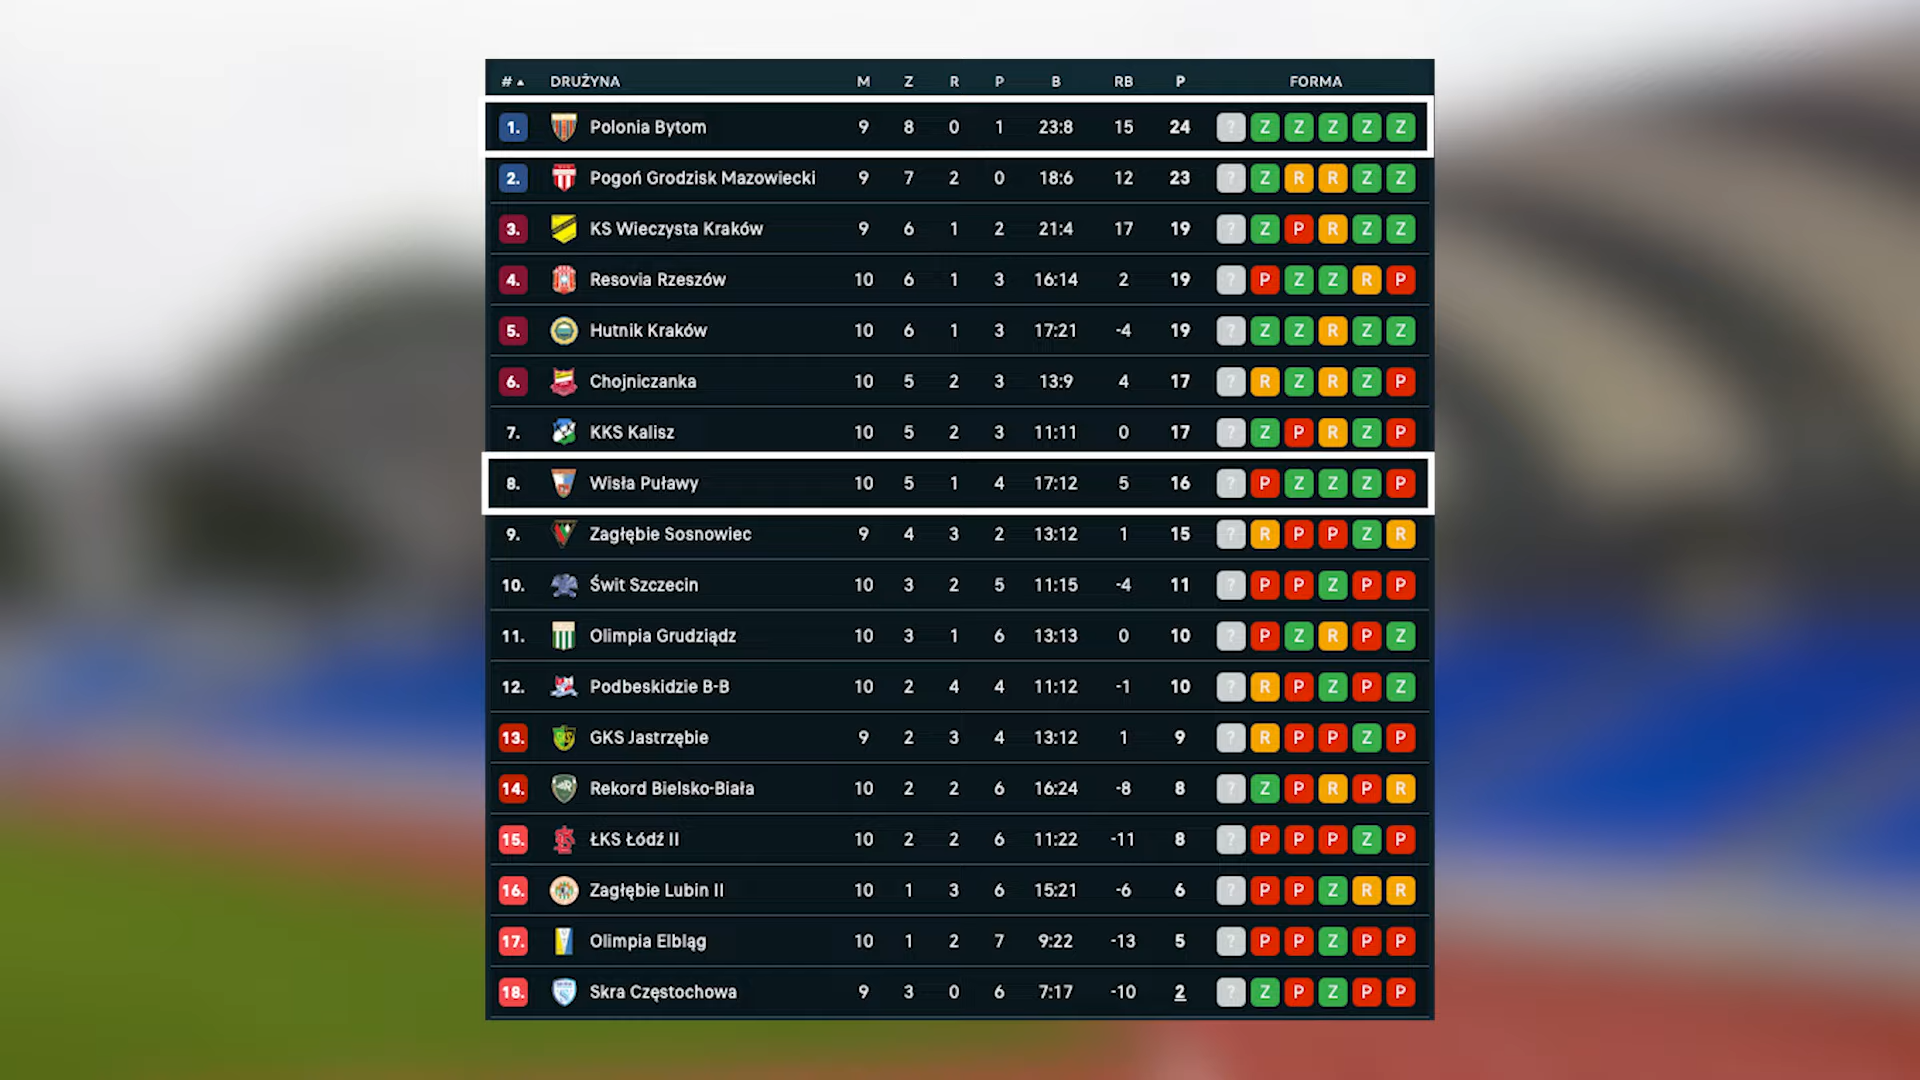 # ▲ DRUŻYNA M Z R P B RB P FORMA
1. Polonia Bytom 9 8 0 1 23:8 15 24 ? Z Z Z Z Z
2. Pogoń Grodzisk Mazowiecki 9 7 2 0 18:6 12 23 ? Z R R Z Z
3. KS Wieczysta Kraków 9 6 1 2 21:4 17 19 ? Z P R Z Z
4. Resovia Rzeszów 10 6 1 3 16:14 2 19 ? P Z Z R P
5. Hutnik Kraków 10 6 1 3 17:21 -4 19 ? Z Z R Z Z
6. Chojniczanka 10 5 2 3 13:9 4 17 ? R Z R Z P
7. KKS Kalisz 10 5 2 3 11:11 0 17 ? Z P R Z P
8. Wisła Puławy 10 5 1 4 17:12 5 16 ? P Z Z Z P
9. Zagłębie Sosnowiec 9 4 3 2 13:12 1 15 ? R P P Z R
10. Świt Szczecin 10 3 2 5 11:15 -4 11 ? P P Z P P
11. Olimpia Grudziądz 10 3 1 6 13:13 0 10 ? P Z R P Z
12. Podbeskidzie B-B 10 2 4 4 11:12 -1 10 ? R P Z P Z
13. GKS Jastrzębie 9 2 3 4 13:12 1 9 ? R P P Z P
14. Rekord Bielsko-Biała 10 2 2 6 16:24 -8 8 ? Z P R P R
15. ŁKS Łódź II 10 2 2 6 11:22 -11 8 ? P P P Z P
16. Zagłębie Lubin II 10 1 3 6 15:21 -6 6 ? P P Z R R
17. Olimpia Elbląg 10 1 2 7 9:22 -13 5 ? P P Z P P
18. Skra Częstochowa 9 3 0 6 7:17 -10 2 ? Z P Z P P